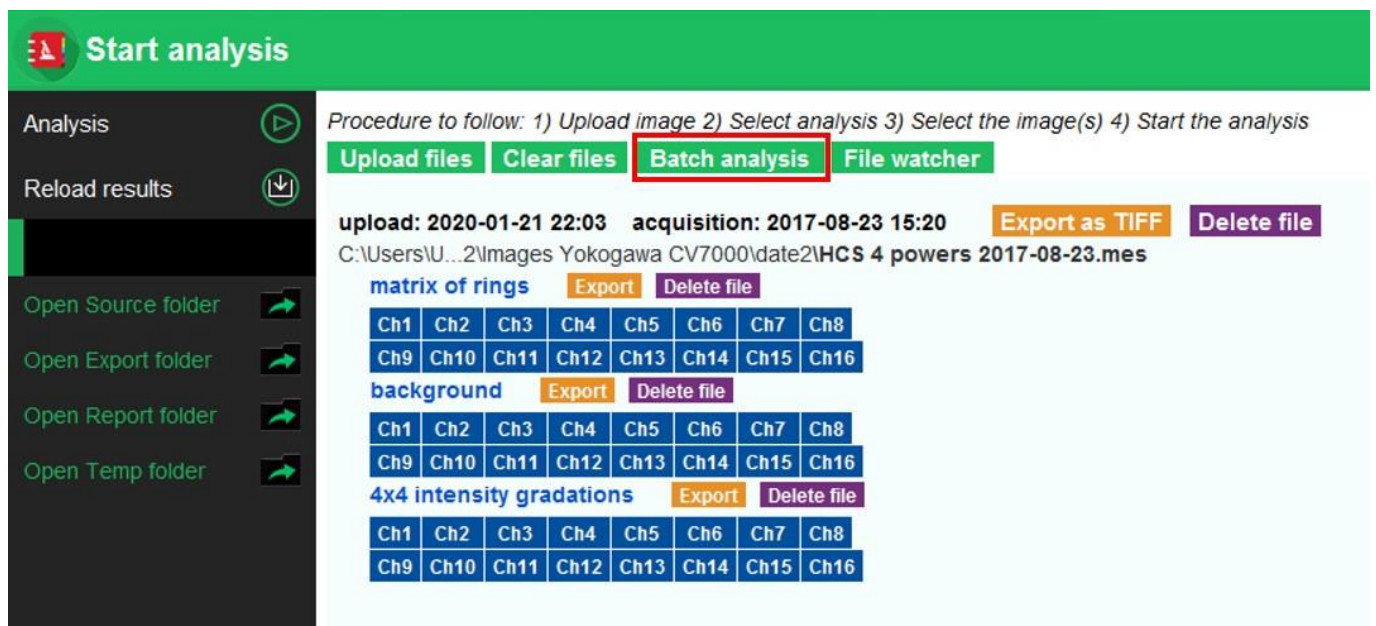 Start analysis
Analysis
Reload results
Open Source folder
Open Export folder
Open Report folder
Open Temp folder
Procedure to follow: 1) Upload image 2) Select analysis 3) Select the image(s) 4) Start the analysis
Upload files Clear files Batch analysis File watcher
upload: 2020-01-21 22:03 acquisition: 2017-08-23 15:20 Export as TIFF Delete file
C:\Users\U...2\Images Yokogawa CV7000\date2\HCS 4 powers 2017-08-23.mes
matrix of rings Export Delete file
Ch1 Ch2 Ch3 Ch4 Ch5 Ch6 Ch7 Ch8
Ch9 Ch10 Ch11 Ch12 Ch13 Ch14 Ch15 Ch16
background Export Delete file
Ch1 Ch2 Ch3 Ch4 Ch5 Ch6 Ch7 Ch8
Ch9 Ch10 Ch11 Ch12 Ch13 Ch14 Ch15 Ch16
4x4 intensity gradations Export Delete file
Ch1 Ch2 Ch3 Ch4 Ch5 Ch6 Ch7 Ch8
Ch9 Ch10 Ch11 Ch12 Ch13 Ch14 Ch15 Ch16